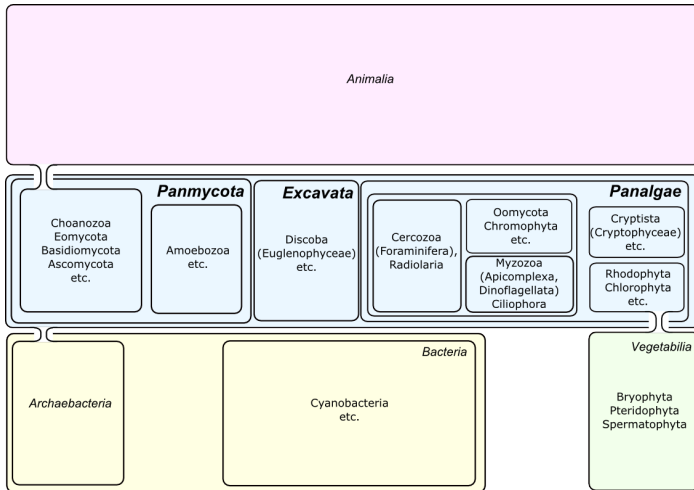 Animalia
Panmycota
Choanozoa
Eomycota
Basidiomycota
Ascomycota
etc.
Amoebozoa
etc.
Excavata
Discoba
(Euglenophyceae)
etc.
Panalgae
Cercozoa
(Foraminifera),
Radiolaria
Oomycota
Chromophyta
etc.
Myzozoa
(Apicomplexa,
Dinoflagellata)
Ciliophora
Cryptista
(Cryptophyceae)
etc.
Rhodophyta
Chlorophyta
etc.
Archaebacteria
Bacteria
Cyanobacteria
etc.
Vegetabilia
Bryophyta
Pteridophyta
Spermatophyta